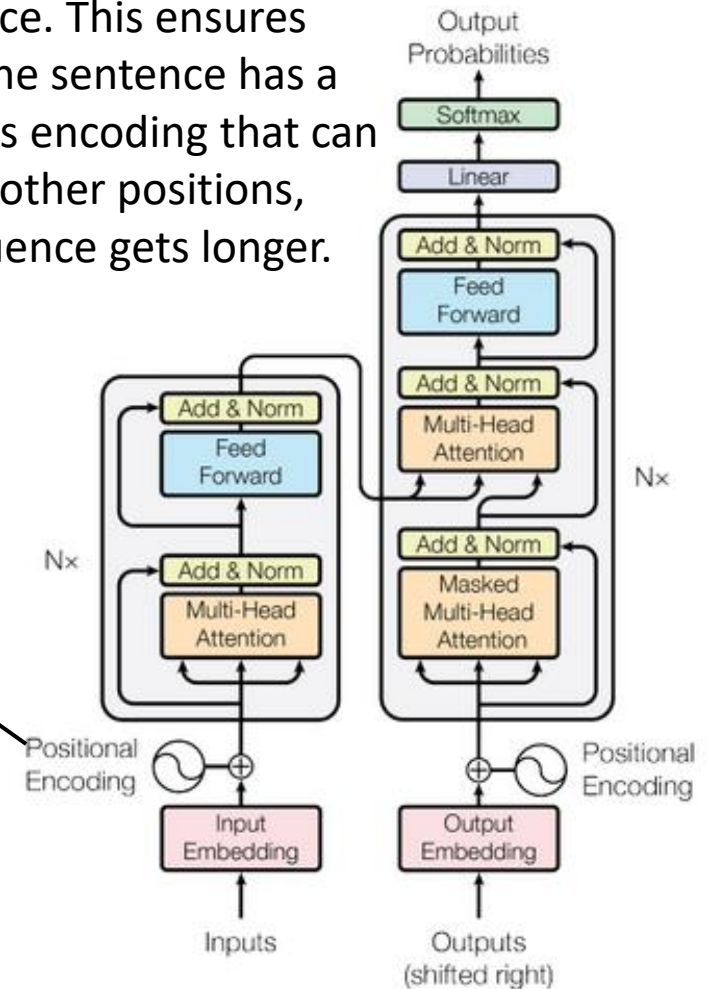 ce. This ensures
ne sentence has a
s encoding that can
other positions,
uence gets longer.
Output
Probabilities
Softmax
Linear
Add & Norm
Feed
Forward
Add & Norm
Multi-Head
Attention
Nx
Add & Norm
Masked
Multi-Head
Attention
Add & Norm
Feed
Forward
Nx
Add & Norm
Multi-Head
Attention
Positional
Encoding
Positional
Encoding
Input
Embedding
Output
Embedding
Inputs
Outputs
(shifted right)